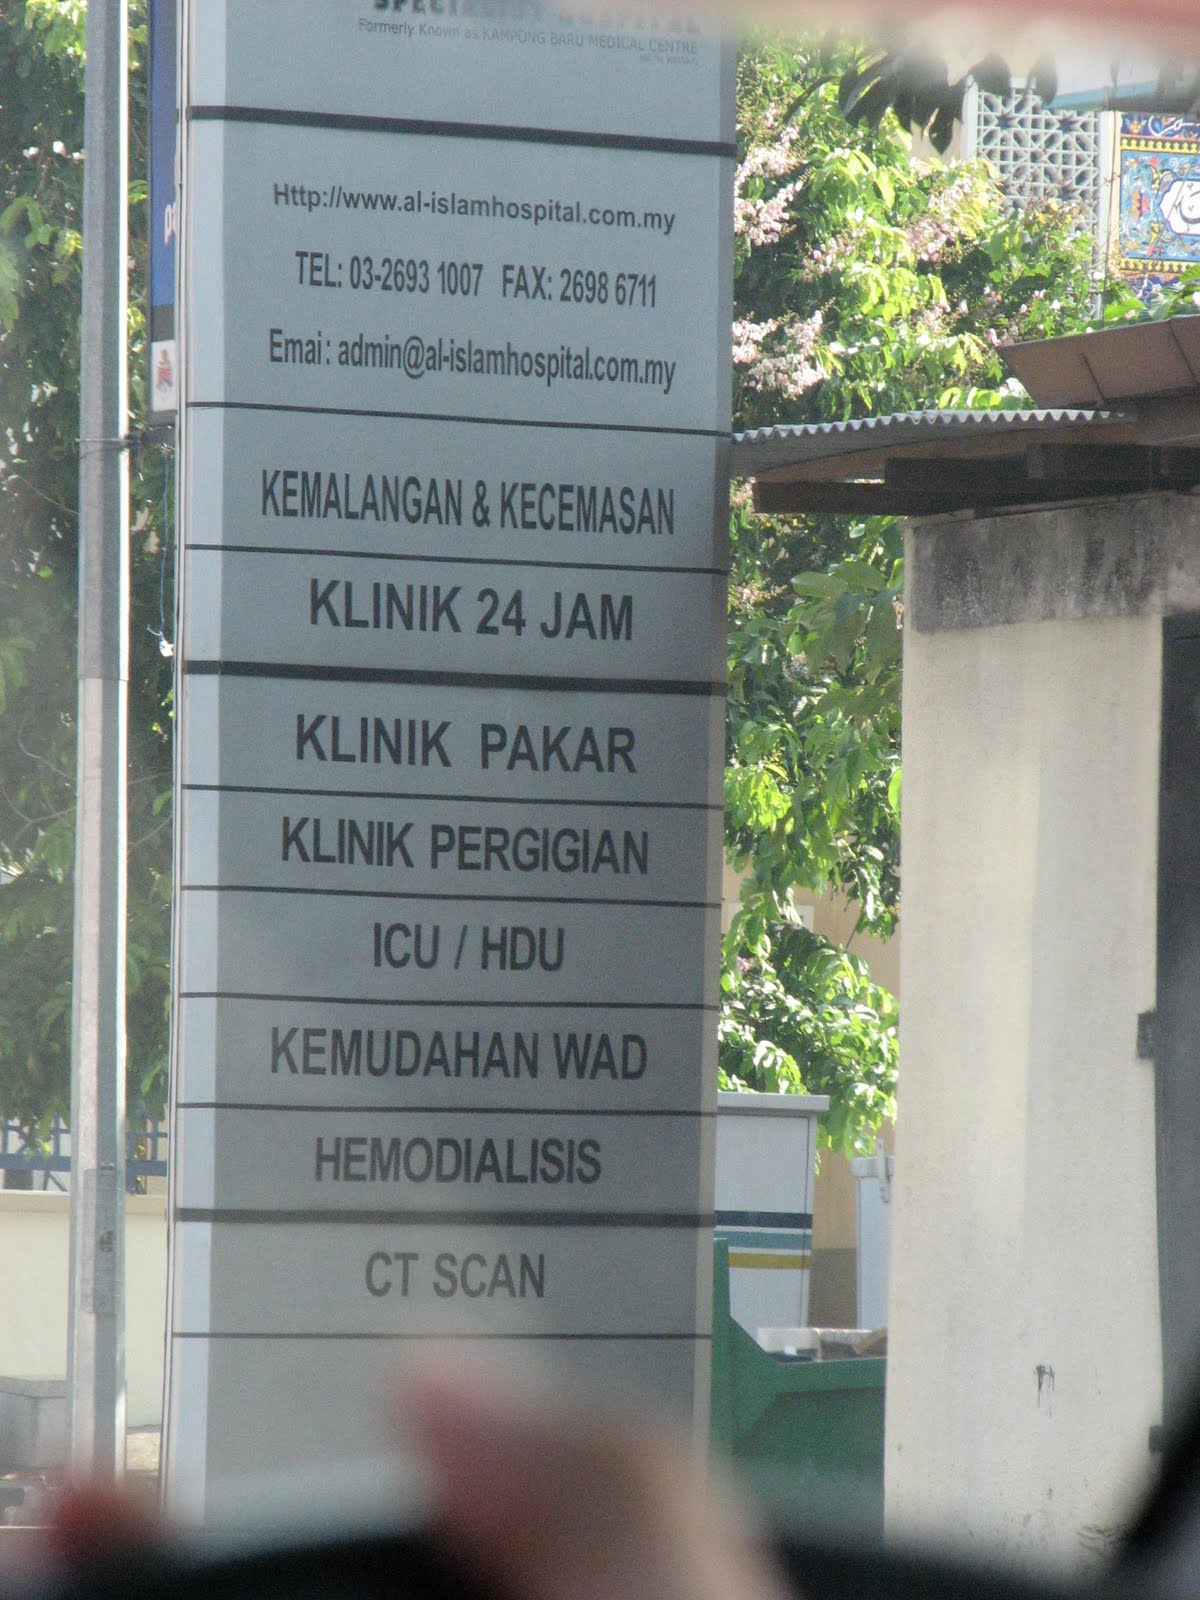 SPECIALIST HOSPITAL
Formerly Known as KAMPONG BARU MEDICAL CENTRE
Http://www.al-islamhospital.com.my
TEL: 03-2693 1007 FAX: 2698 6711
Emai : admin@al-islamhospital.com.my
KEMALANGAN & KECEMASAN
KLINIK 24 JAM
KLINIK PAKAR
KLINIK PERGIGIAN
ICU / HDU
KEMUDAHAN WAD
HEMODIALISIS
CT SCAN